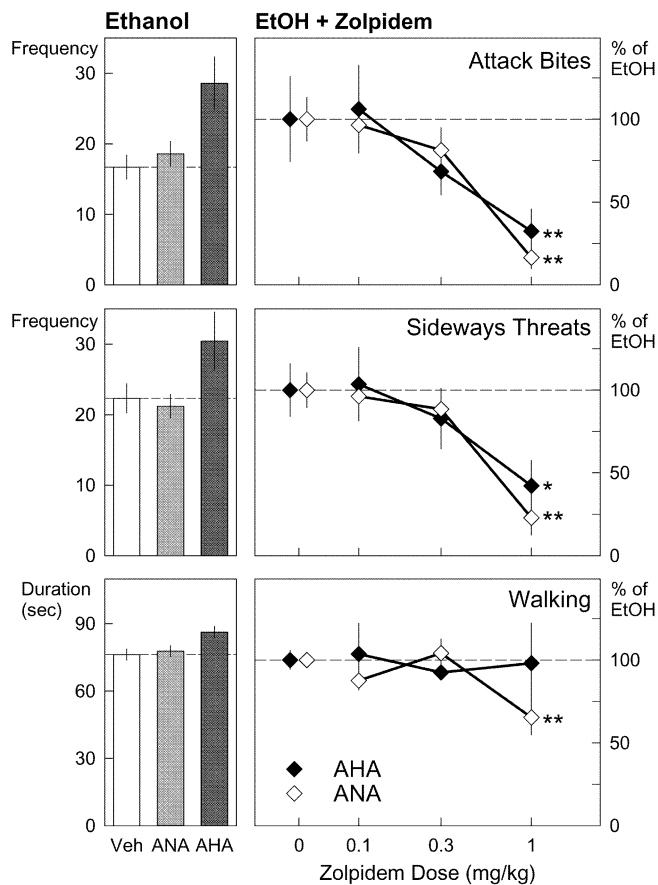 Ethanol
EtOH + Zolpidem
Frequency
30
20
10
0
Attack Bites
% of
EtOH
100
50
0
**
**
Frequency
30
20
10
0
Sideways Threats
% of
EtOH
100
50
0
*
**
Duration
(sec)
90
60
30
0
Walking
% of
EtOH
100
50
0
**
AHA
ANA
Veh ANA AHA
0 0.1 0.3 1
Zolpidem Dose (mg/kg)